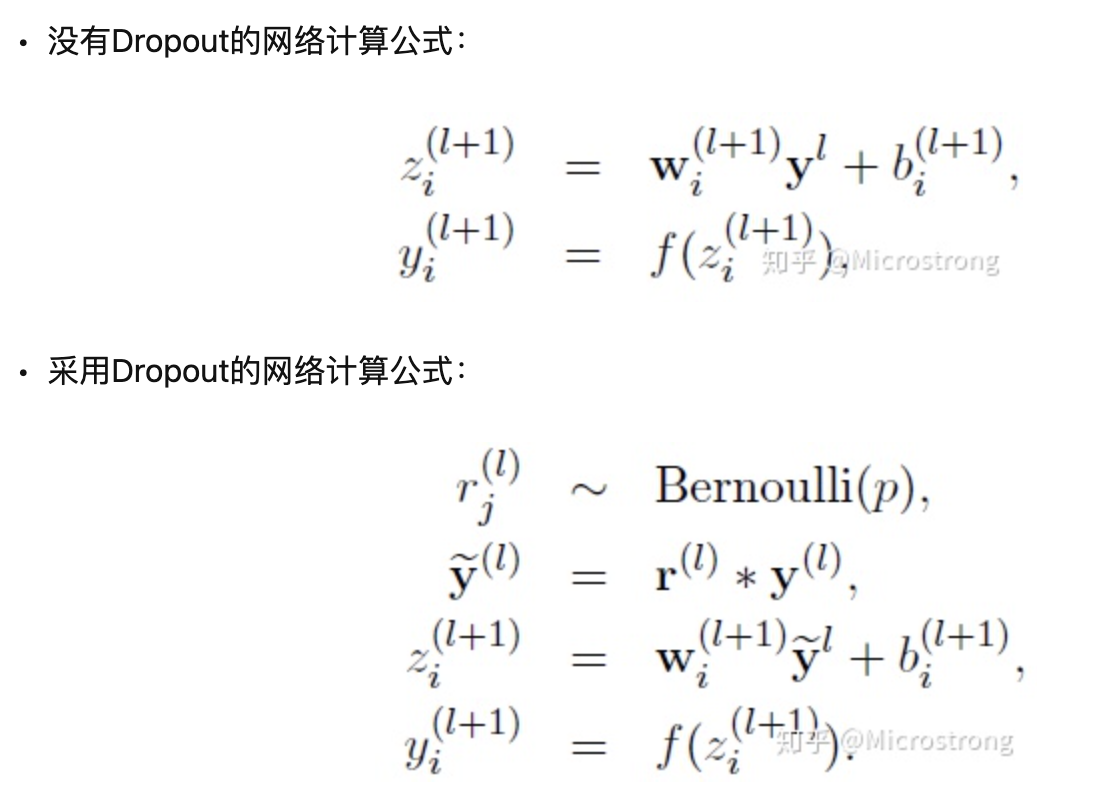 • 没有Dropout的网络计算公式：
z_i^{(l+1)} = \mathbf{w}_i^{(l+1)} \mathbf{y}^l + b_i^{(l+1)},
y_i^{(l+1)} = f(z_i^{(l+1)}),
知乎 @Microstrong
• 采用Dropout的网络计算公式：
r_j^{(l)} ∼ Bernoulli(p),
\widetilde{\mathbf{y}}^{(l)} = \mathbf{r}^{(l)} * \mathbf{y}^{(l)},
z_i^{(l+1)} = \mathbf{w}_i^{(l+1)} \widetilde{\mathbf{y}}^l + b_i^{(l+1)},
y_i^{(l+1)} = f(z_i^{(l+1)}).
知乎 @Microstrong